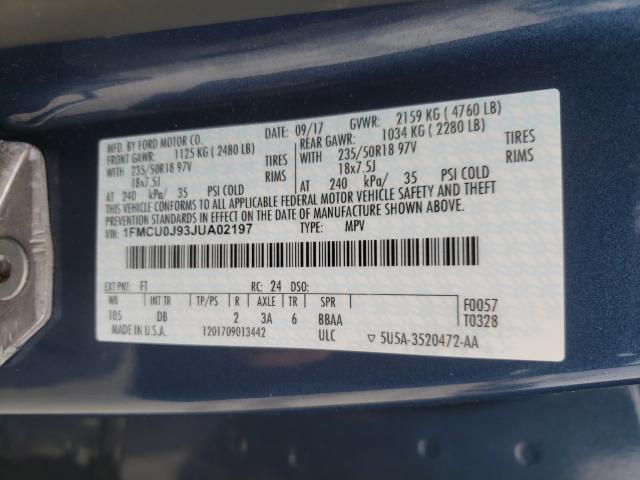 MFD. BY FORD MOTOR CO.
DATE: 09/17 GVWR: 2159 KG ( 4760 LB)
FRONT GAWR: 1125 KG ( 2480 LB) REAR GAWR: 1034 KG ( 2280 LB)
WITH 235/50R18 97V TIRES WITH 235/50R18 97V TIRES
18x7.5J RIMS 18x7.5J RIMS
AT 240 kPa/ 35 PSI COLD AT 240 kPa/ 35 PSI COLD
THIS VEHICLE CONFORMS TO ALL APPLICABLE FEDERAL MOTOR VEHICLE SAFETY AND THEFT
PREVENTION STANDARDS IN EFFECT ON THE DATE OF MANUFACTURE SHOWN ABOVE.
VIN: 1FMCU0J93JUA02197 TYPE: MPV
EXT PNT: FT RC: 24 DSO:
WB INT TR TP/PS R AXLE TR SPR
105 DB 2 3A 6 BBAA
F0057
T0328
MADE IN U.S.A. 1201709013442 ULC ▽ 5U5A-3520472-AA